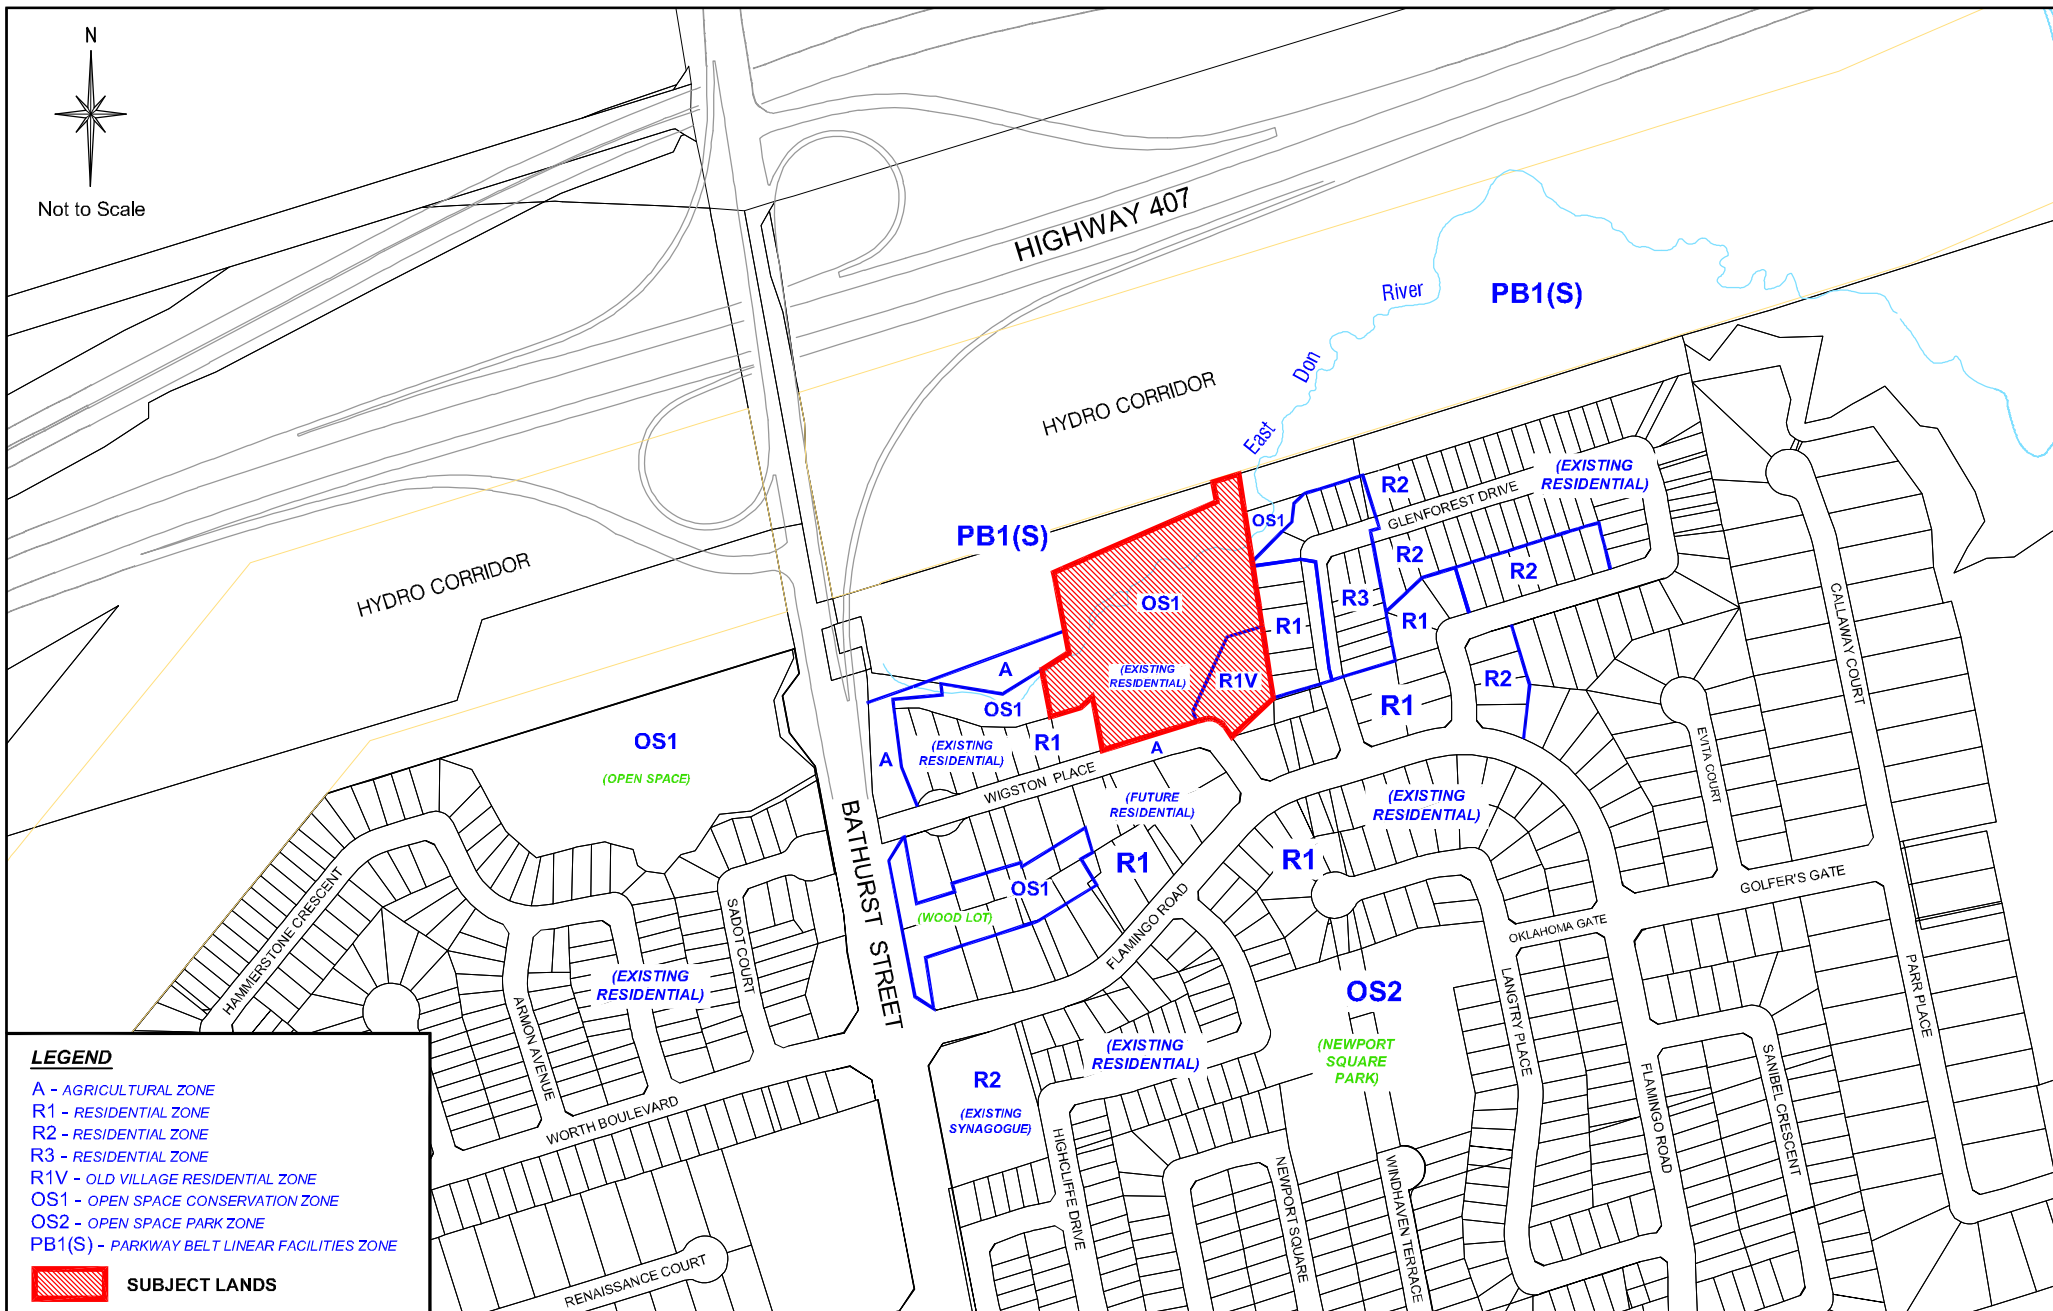 N
Not to Scale
HIGHWAY 407
River
PB1(S)
Don
East
HYDRO CORRIDOR
PB1(S)
HYDRO CORRIDOR
OS1
R2
GLENFOREST DRIVE
(EXISTING
RESIDENTIAL)
R2
R2
OS1
R3
R1
R1
(EXISTING
RESIDENTIAL)
R1V
R2
R1
CALLAWAY COURT
EVITA COURT
A
OS1
A
(EXISTING
RESIDENTIAL)
R1
A
WIGSTON PLACE
(FUTURE
RESIDENTIAL)
OS1
(OPEN SPACE)
BATHURST STREET
R1
(EXISTING
RESIDENTIAL)
R1
OS1
(WOOD LOT)
FLAMINGO ROAD
GOLFER'S GATE
OKLAHOMA GATE
LANGTRY PLACE
PARR PLACE
HAMMERSTONE CRESCENT
SADOT COURT
ARMON AVENUE
(EXISTING
RESIDENTIAL)
OS2
(NEWPORT
SQUARE
PARK)
(EXISTING
RESIDENTIAL)
R2
(EXISTING
SYNAGOGUE)
WORTH BOULEVARD
RENAISSANCE COURT
HIGHCLIFFE DRIVE
NEWPORT SQUARE
WINDHAVEN TERRACE
FLAMINGO ROAD
SANIBEL CRESCENT
LEGEND
A - AGRICULTURAL ZONE
R1 - RESIDENTIAL ZONE
R2 - RESIDENTIAL ZONE
R3 - RESIDENTIAL ZONE
R1V - OLD VILLAGE RESIDENTIAL ZONE
OS1 - OPEN SPACE CONSERVATION ZONE
OS2 - OPEN SPACE PARK ZONE
PB1(S) - PARKWAY BELT LINEAR FACILITIES ZONE
SUBJECT LANDS